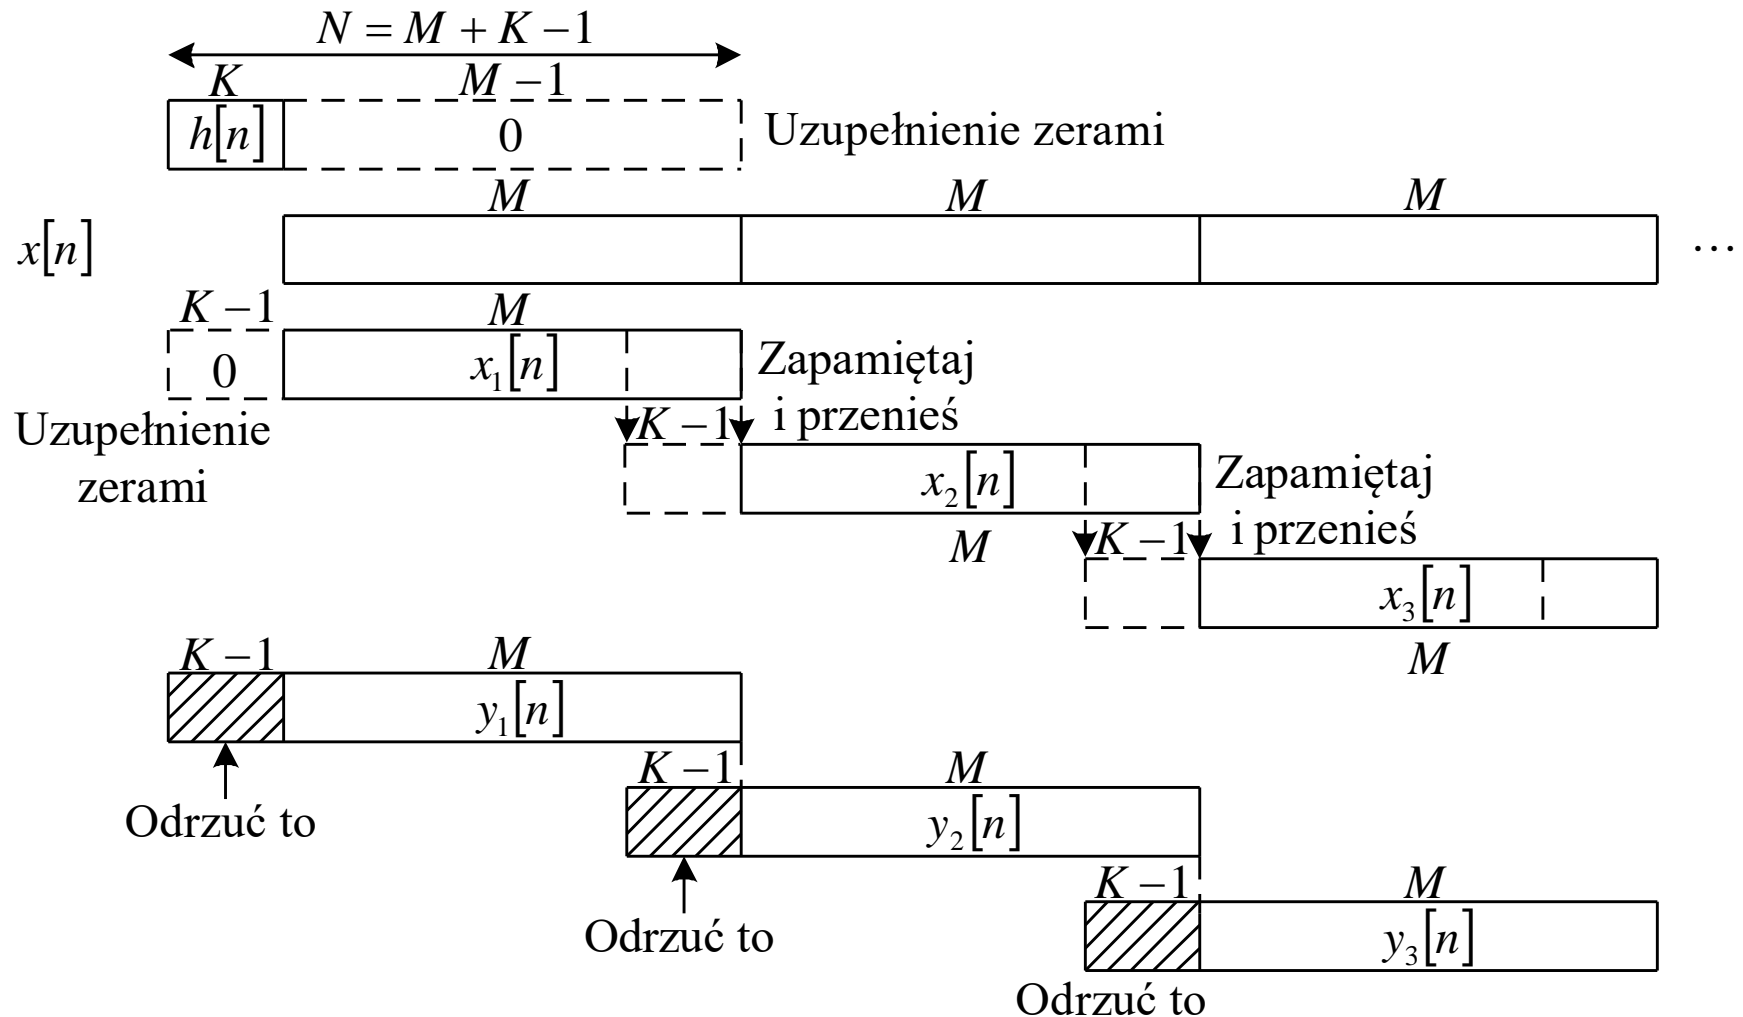 N = M + K − 1
K M − 1
h[n] 0 Uzupełnienie zerami
M M M
x[n] …
K − 1 M
0 x₁[n] Zapamiętaj
i przenieś
Uzupełnienie
zerami
K − 1
x₂[n] Zapamiętaj
i przenieś
M K − 1
x₃[n]
M
K − 1 M
y₁[n]
Odrzuć to
K − 1 M
y₂[n]
Odrzuć to
K − 1 M
y₃[n]
Odrzuć to